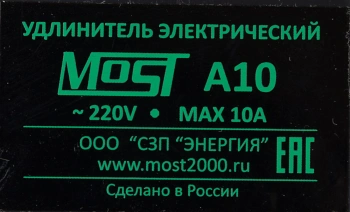 УДЛИНИТЕЛЬ ЭЛЕКТРИЧЕСКИЙ
MOST A10
~ 220V • MAX 10A
ООО "СЗП "ЭНЕРГИЯ" EAC
www.most2000.ru
Сделано в России